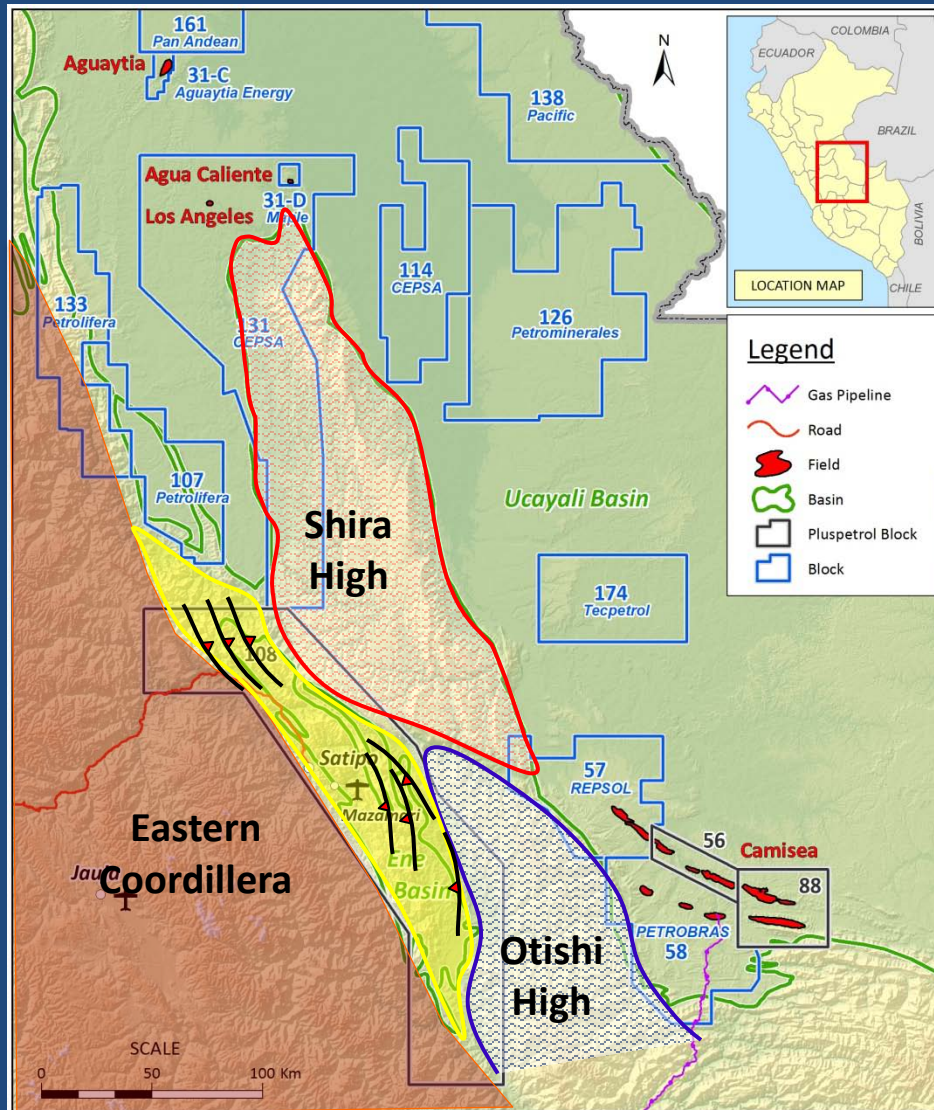 161
Pan Andean
Aguaytia
31-C
Aguaytia Energy
138
Pacific
N
COLOMBIA
ECUADOR
BRAZIL
BOLIVIA
CHILE
LOCATION MAP
Agua Caliente
31-D
Maple
Los Angeles
114
CEPSA
133
Petrolifera
131
CEPSA
126
Petrominerales
107
Petrolifera
Ucayali Basin
Shira
High
174
Tecpetrol
Legend
Gas Pipeline
Road
Field
Basin
Pluspetrol Block
Block
108
Satipo
Mazamari
Ene
Basin
57
REPSOL
56
Camisea
88
Eastern
Coordillera
Jauja
PETROBRAS
58
Otishi
High
SCALE
0 50 100 Km